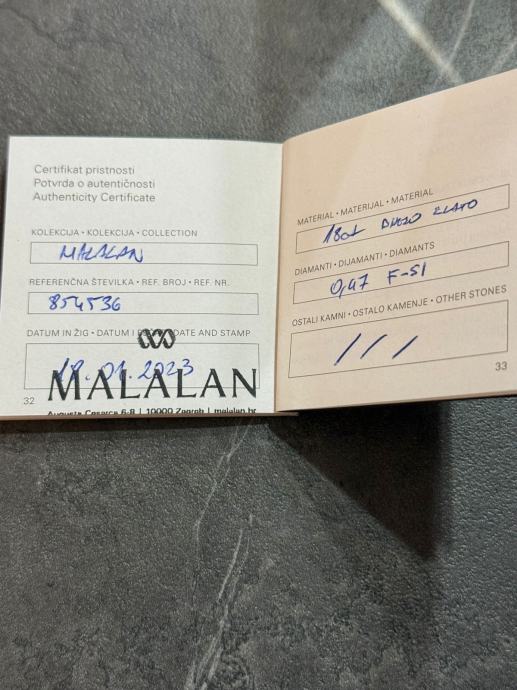 Certifikat pristnosti
Potvrda o autentičnosti
Authenticity Certificate
KOLEKCIJA • KOLEKCIJA • COLLECTION
MALALAN
REFERENČNA ŠTEVILKA • REF. BROJ • REF. NR.
854536
DATUM IN ŽIG • DATUM I DATE AND STAMP
18.01.2023
MALALAN
Augusta Cesarca 6-8 | 10000 Zagreb | malalan.hr
32
MATERIAL • MATERIJAL • MATERIAL
18ct ZLATO
DIAMANTI • DIJAMANTI • DIAMANTS
0,47 F-SI
OSTALI KAMNI • OSTALO KAMENJE • OTHER STONES
/ / /
33